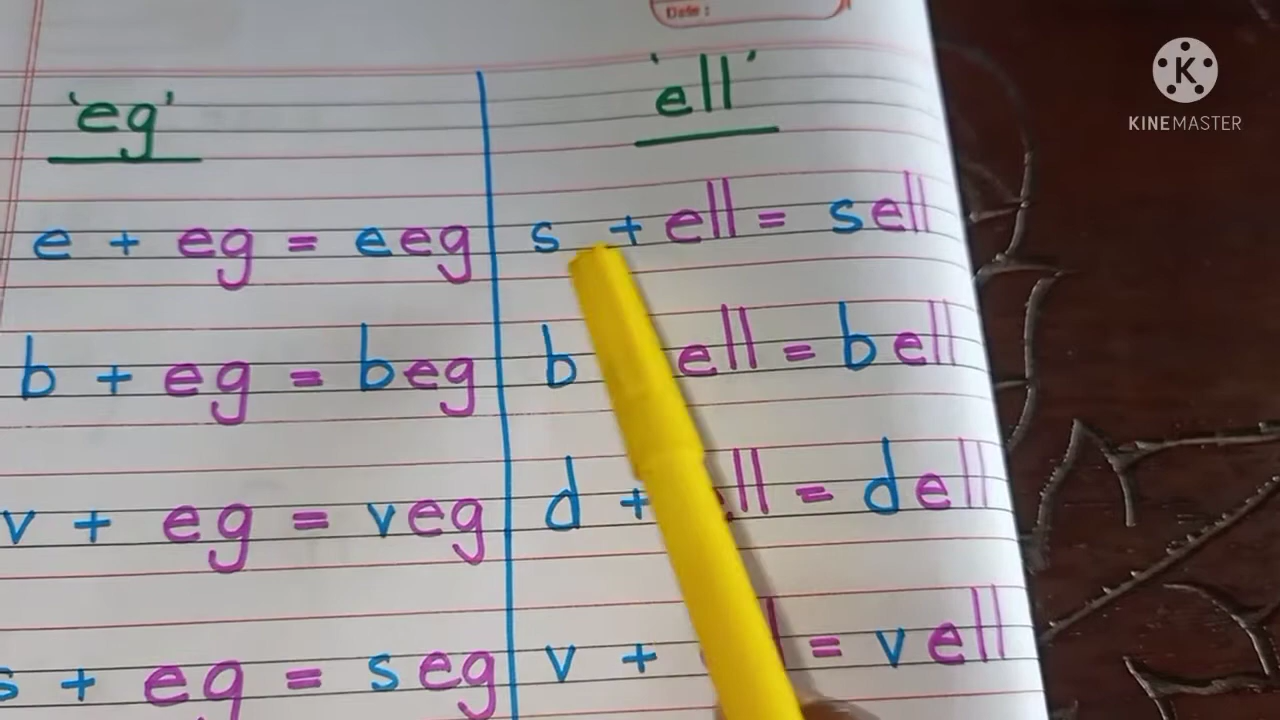 Date :
'eg'
e + eg = eeg
b + eg = beg
v + eg = veg
s + eg = seg
'ell'
s + ell = sell
b ell = bell
d + ell = dell
v + = vell
KINEMASTER